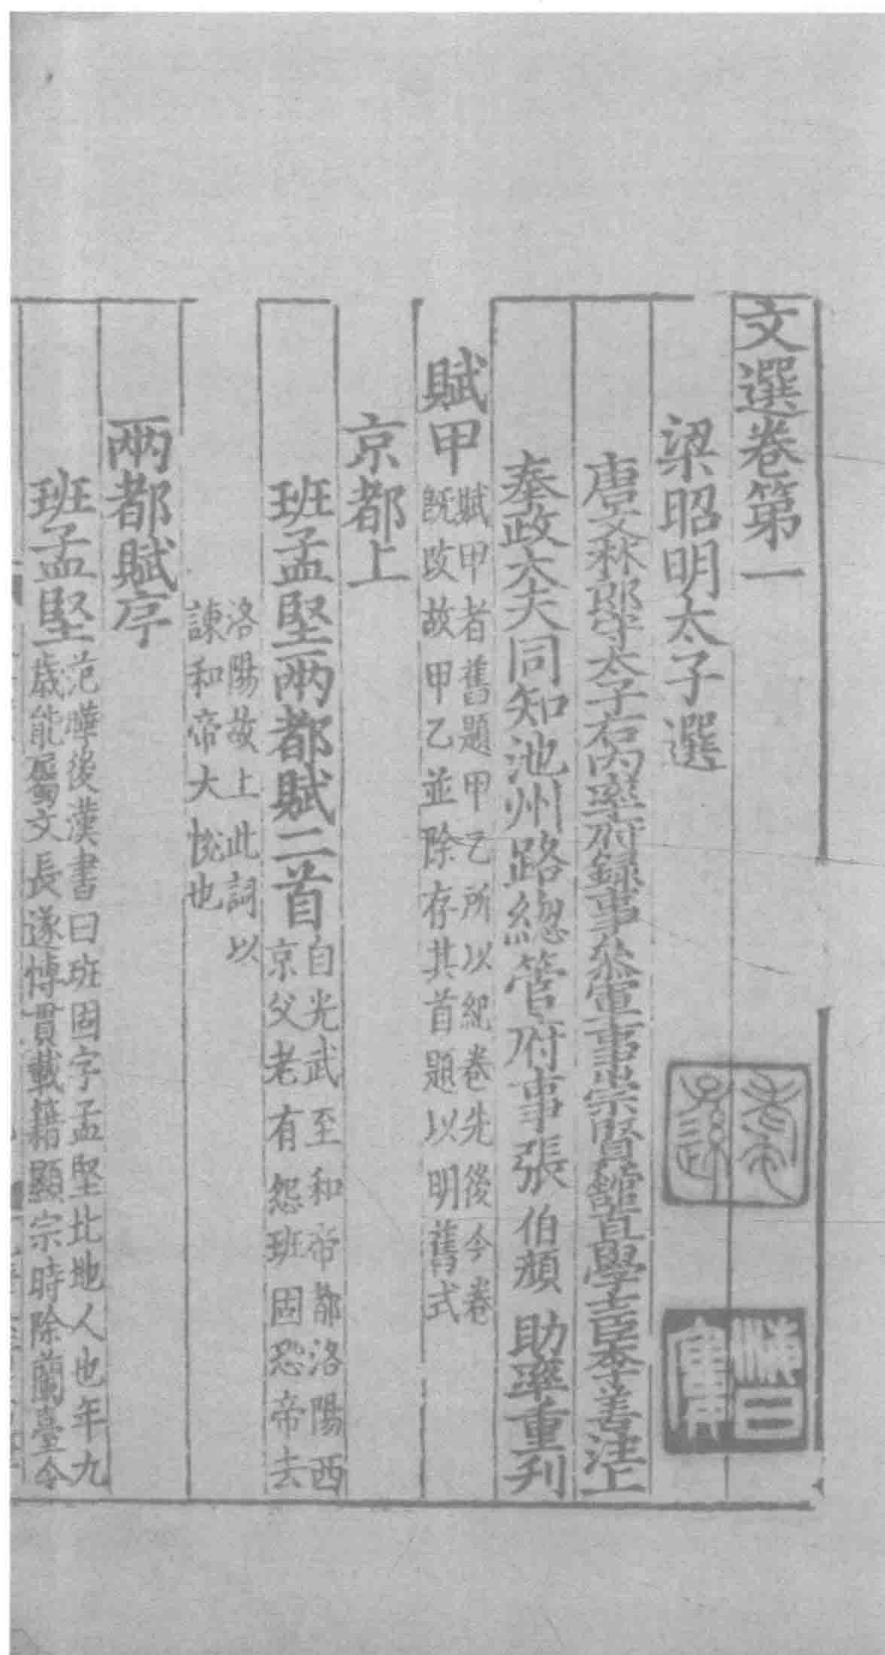 文選卷第一
梁昭明太子選
唐文林郎守太子右内率府録事叅軍事崇賢館直學士臣李善注上
奉政大夫同知池州路總管府事張伯顔助率重刋
賦甲
賦甲者舊題甲乙所以紀卷先後今卷
旣改故甲乙並除存其首題以明舊式
京都上
班孟堅兩都賦二首
自光武至和帝都洛陽西
京父老有怨班固恐帝去
洛陽故上此詞以
諫和帝大恱也
兩都賦序
班孟堅
范曄後漢書曰班固字孟堅北地人也年九
歳能屬文長遂博貫載籍顯宗時除蘭臺令